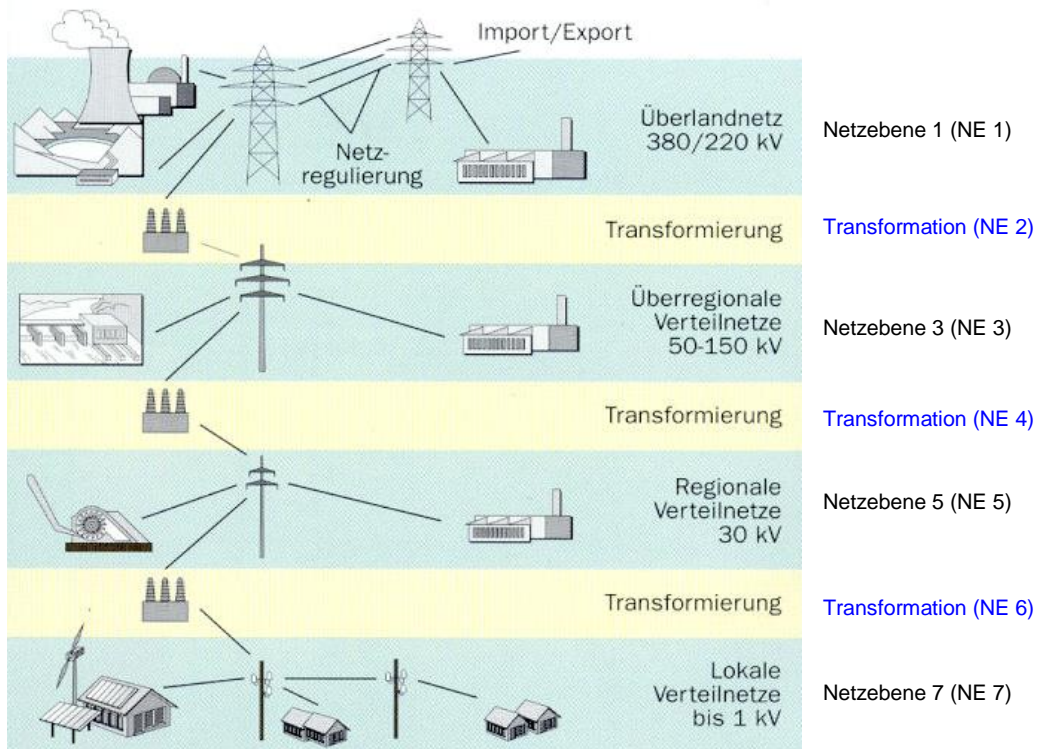 Import/Export
Überlandnetz
380/220 kV
Netzebene 1 (NE 1)
Netz-
regulierung
Transformierung
Transformation (NE 2)
Überregionale
Verteilnetze
50-150 kV
Netzebene 3 (NE 3)
Transformierung
Transformation (NE 4)
Regionale
Verteilnetze
30 kV
Netzebene 5 (NE 5)
Transformierung
Transformation (NE 6)
Lokale
Verteilnetze
bis 1 kV
Netzebene 7 (NE 7)